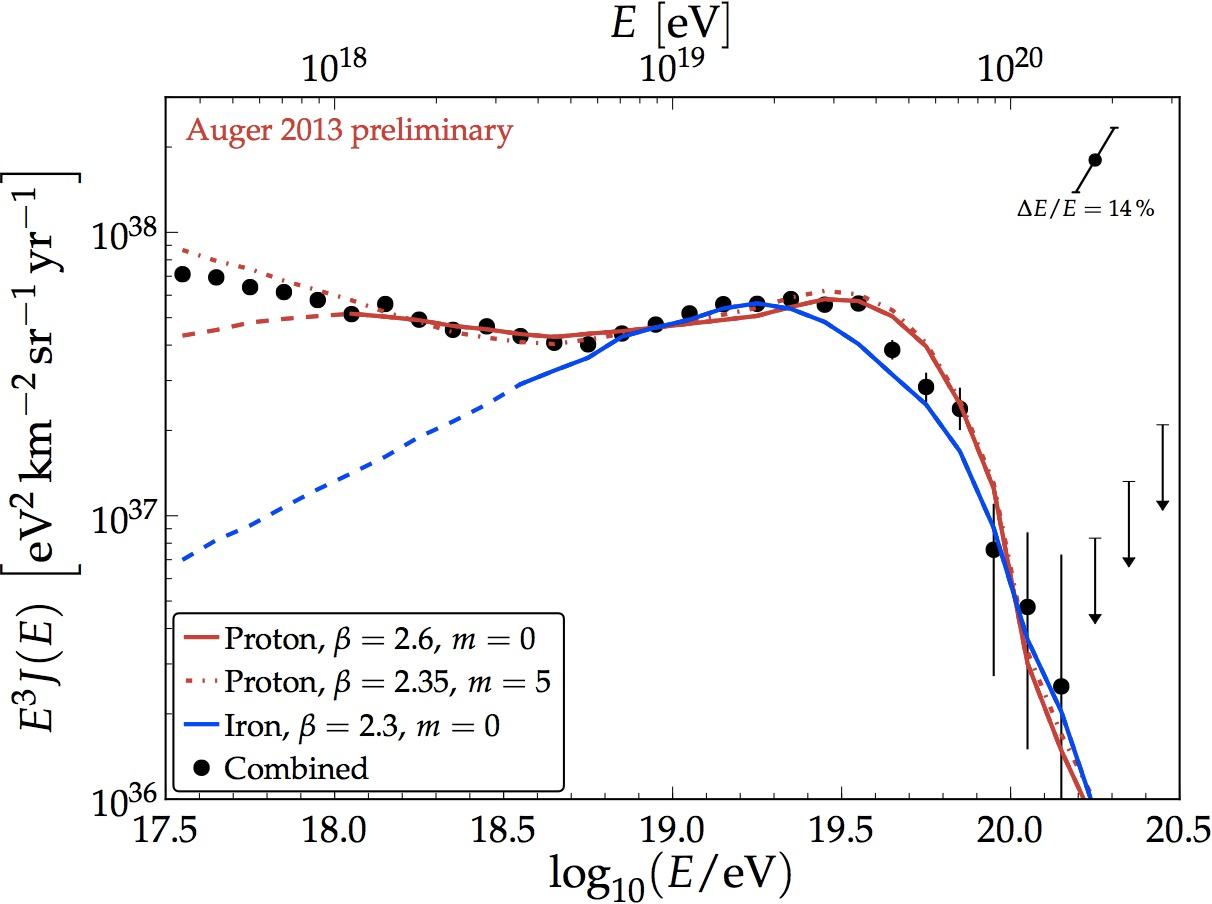 E [eV]
10^18 10^19 10^20
Auger 2013 preliminary
ΔE/E = 14 %
E^3 J(E) [eV^2 km^−2 sr^−1 yr^−1]
10^38
10^37
10^36
Proton, β = 2.6, m = 0
Proton, β = 2.35, m = 5
Iron, β = 2.3, m = 0
Combined
17.5 18.0 18.5 19.0 19.5 20.0 20.5
log_10(E/eV)